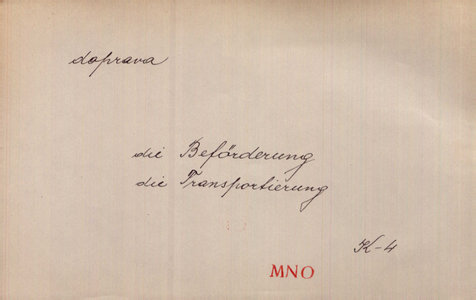 doprava
die Beförderung
die Transportierung
K-4
MNO